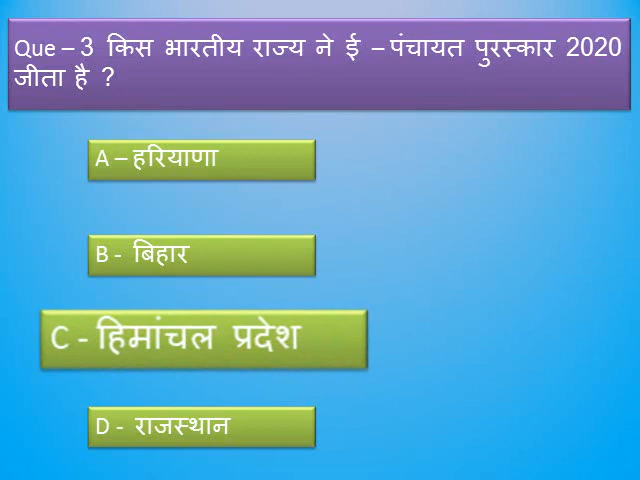 Que – 3 किस भारतीय राज्य ने ई – पंचायत पुरस्कार 2020
जीता है ?
A – हरियाणा
B - बिहार
C - हिमांचल प्रदेश
D - राजस्थान